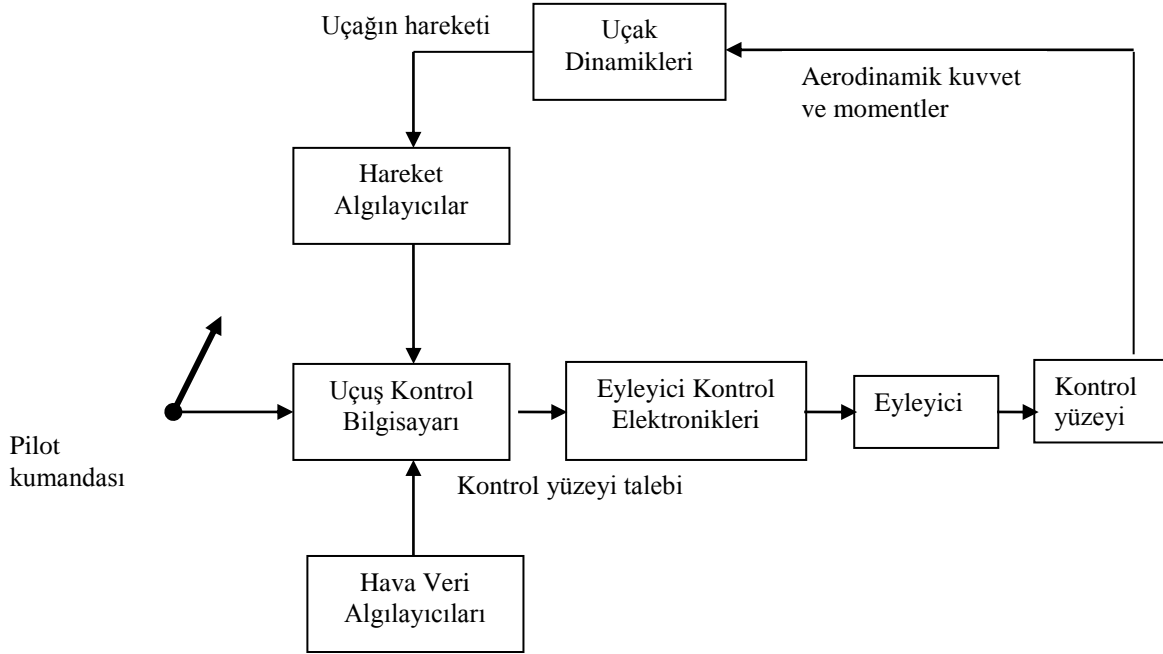 Uçağın hareketi
Uçak
Dinamikleri
Aerodinamik kuvvet
ve momentler
Hareket
Algılayıcılar
Pilot
kumandası
Uçuş Kontrol
Bilgisayarı
Eyleyici Kontrol
Elektronikleri
Eyleyici
Kontrol
yüzeyi
Kontrol yüzeyi talebi
Hava Veri
Algılayıcıları